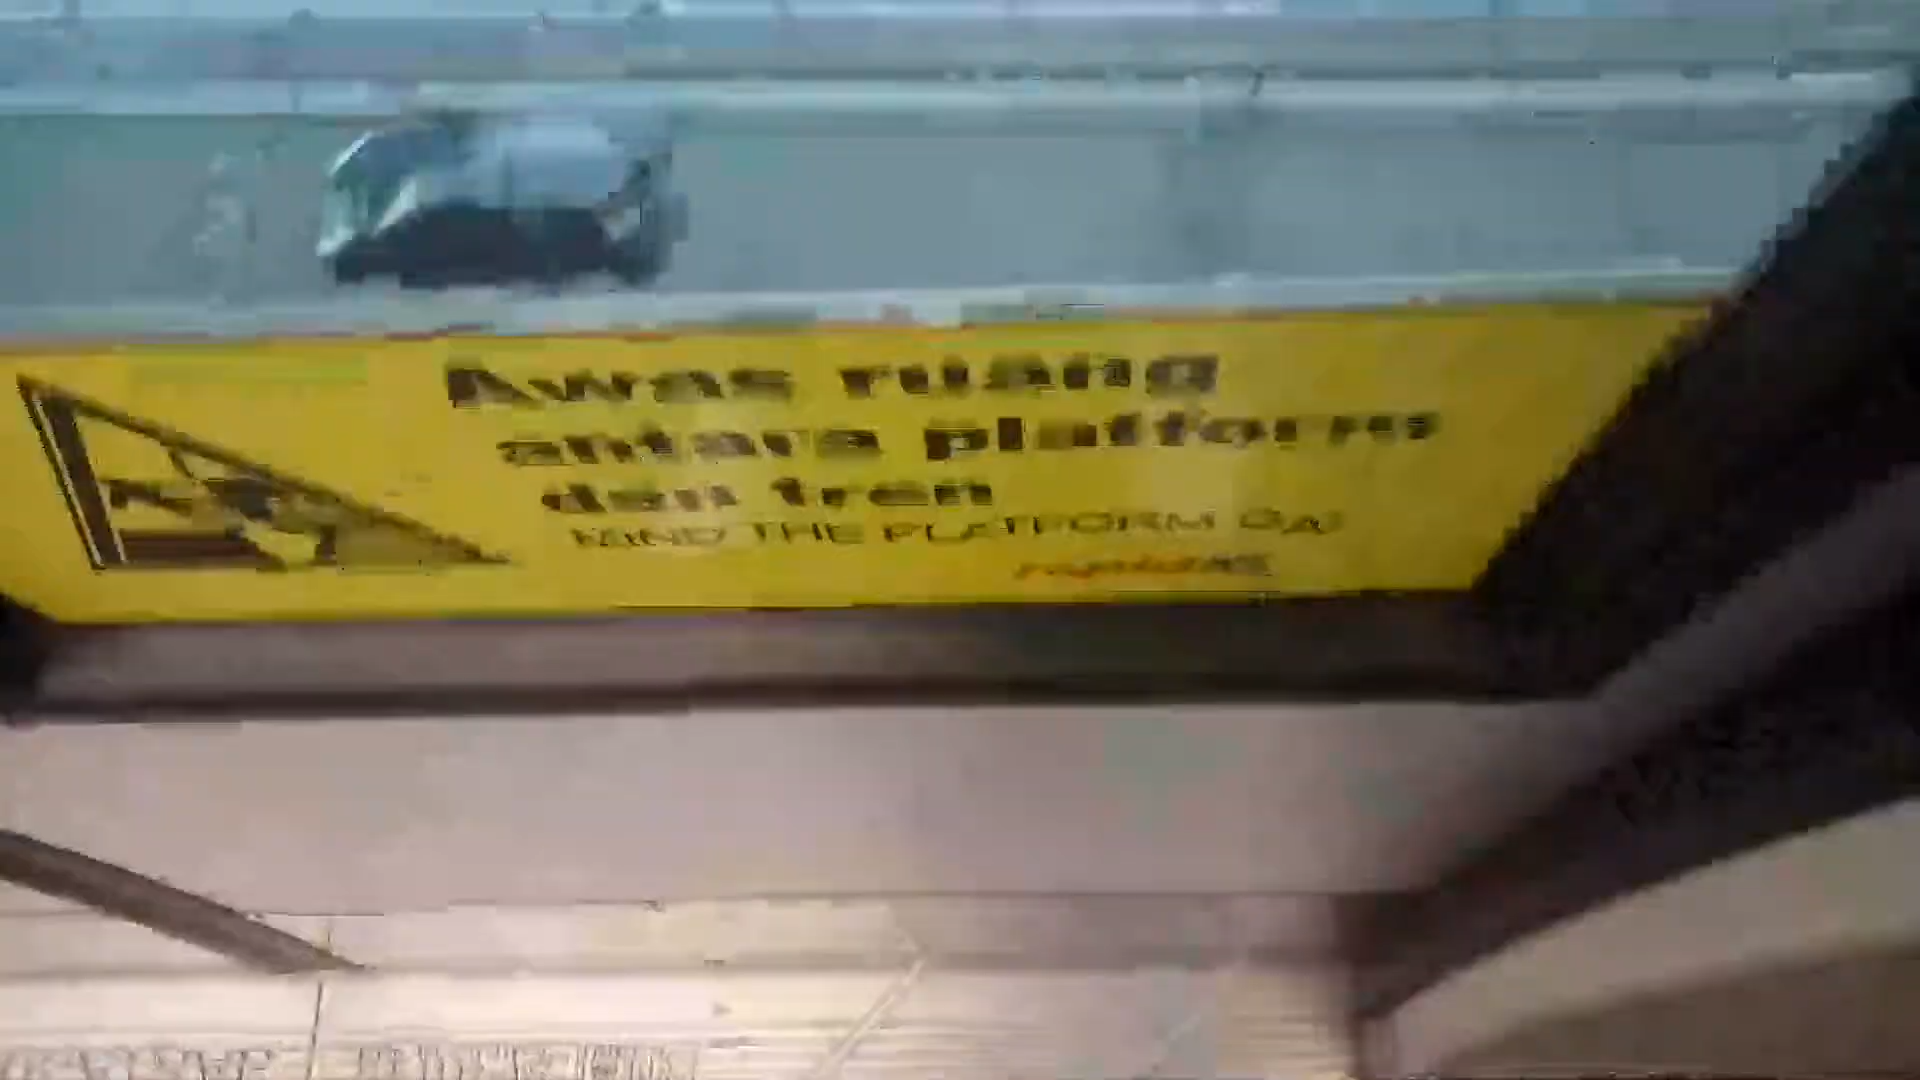 Awas ruang
antara platform
dan tren
MIND THE PLATFORM GAP